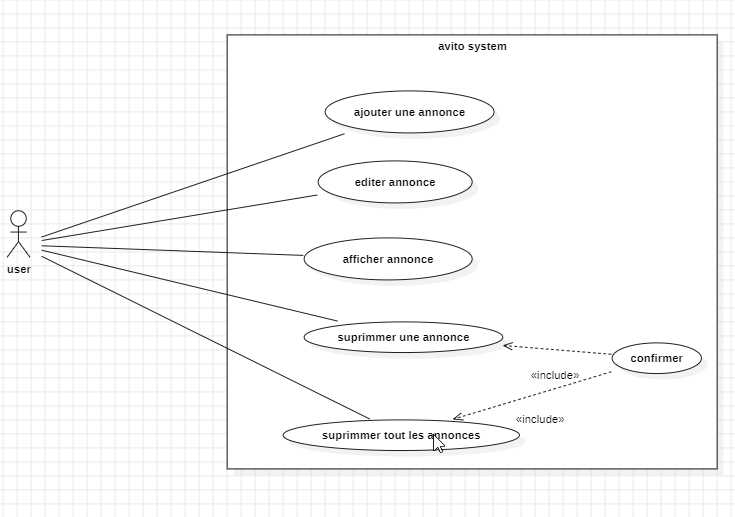 avito system
ajouter une annonce
editer annonce
afficher annonce
user
suprimmer une annonce
confirmer
«include»
«include»
suprimmer tout les annonces